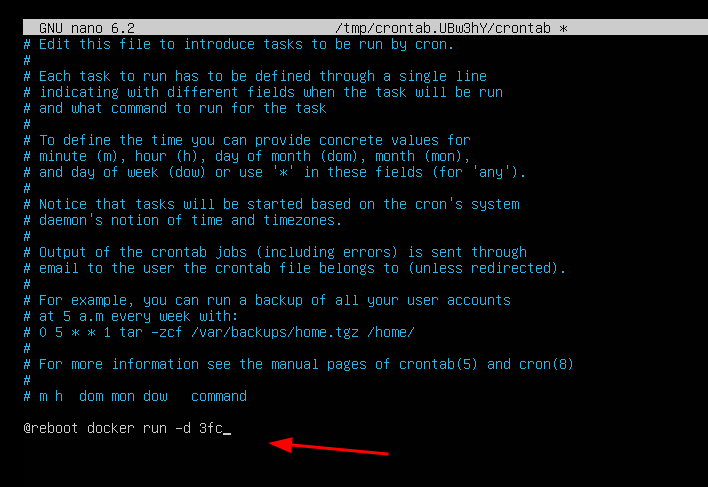 GNU nano 6.2 /tmp/crontab.UBw3hY/crontab *
# Edit this file to introduce tasks to be run by cron.
#
# Each task to run has to be defined through a single line
# indicating with different fields when the task will be run
# and what command to run for the task
#
# To define the time you can provide concrete values for
# minute (m), hour (h), day of month (dom), month (mon),
# and day of week (dow) or use '*' in these fields (for 'any').
#
# Notice that tasks will be started based on the cron's system
# daemon's notion of time and timezones.
#
# Output of the crontab jobs (including errors) is sent through
# email to the user the crontab file belongs to (unless redirected).
#
# For example, you can run a backup of all your user accounts
# at 5 a.m every week with:
# 0 5 * * 1 tar -zcf /var/backups/home.tgz /home/
#
# For more information see the manual pages of crontab(5) and cron(8)
#
# m h  dom mon dow   command
@reboot docker run -d 3fc_